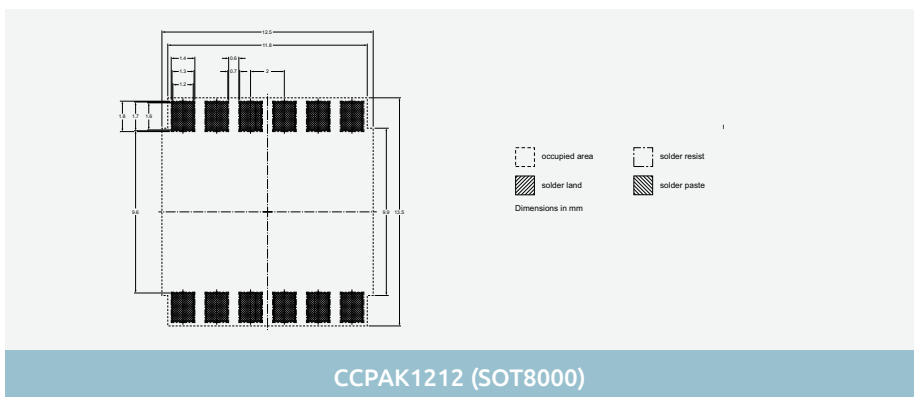 12.5
11.8
1.4
0.6
1.3
0.7
2
1.2
1.8
1.7
1.6
9.6
9.9
13.5
occupied area
solder resist
solder land
solder paste
Dimensions in mm
CCPAK1212 (SOT8000)